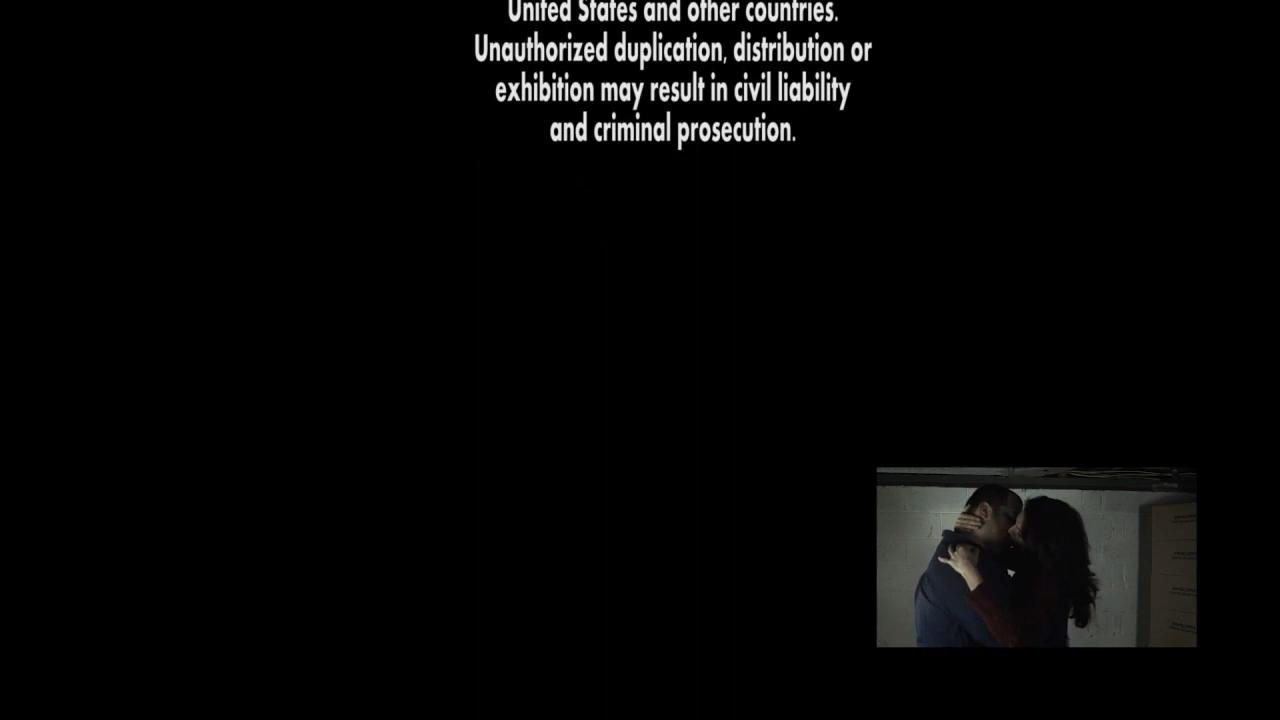 United States and other countries.
Unauthorized duplication, distribution or
exhibition may result in civil liability
and criminal prosecution.